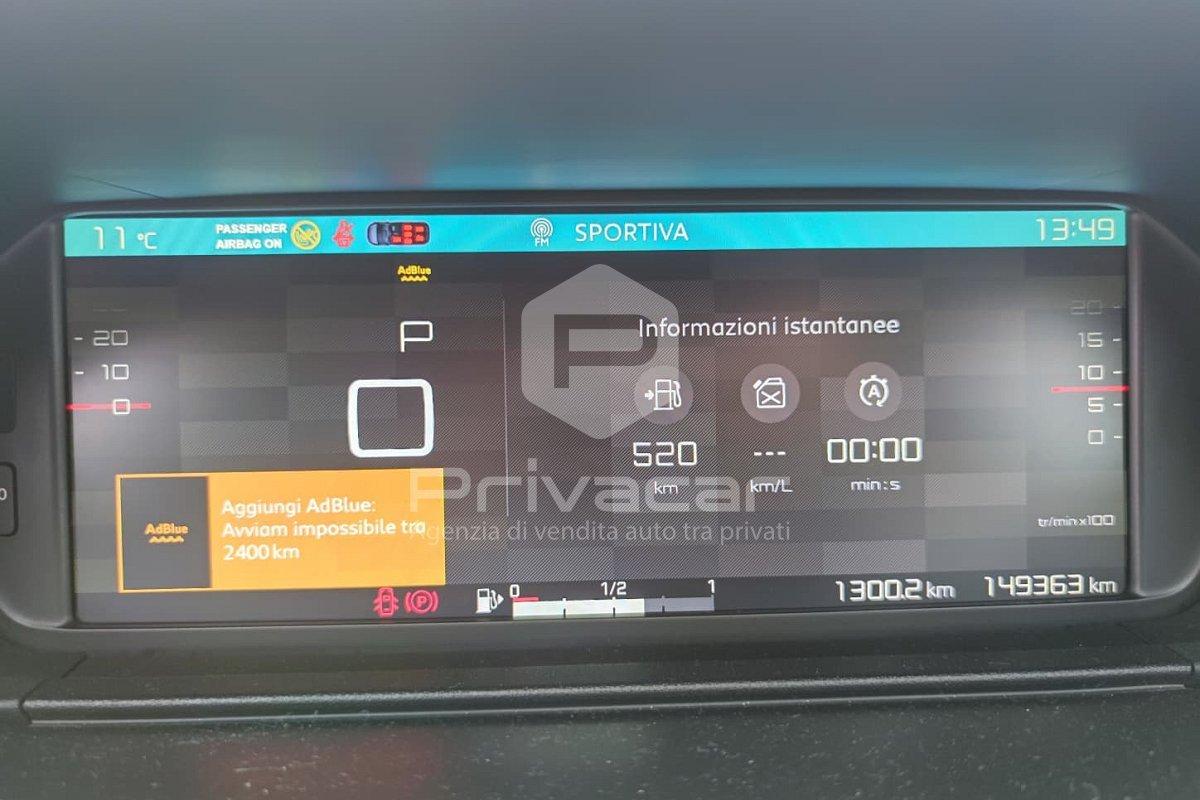 11 °C
PASSENGER
AIRBAG ON
FM
SPORTIVA
13:49
AdBlue
P
0
Informazioni istantanee
A
520
km
---
km/L
00:00
min:s
- 20
- 10
0
20
15 -
10 -
5 -
0 -
tr/min x100
AdBlue
Aggiungi AdBlue:
Avviam impossibile tra
2400 km
P
0 1/2 1
1300.2 km
149363 km
P
Privacar
Agenzia di vendita auto tra privati
0